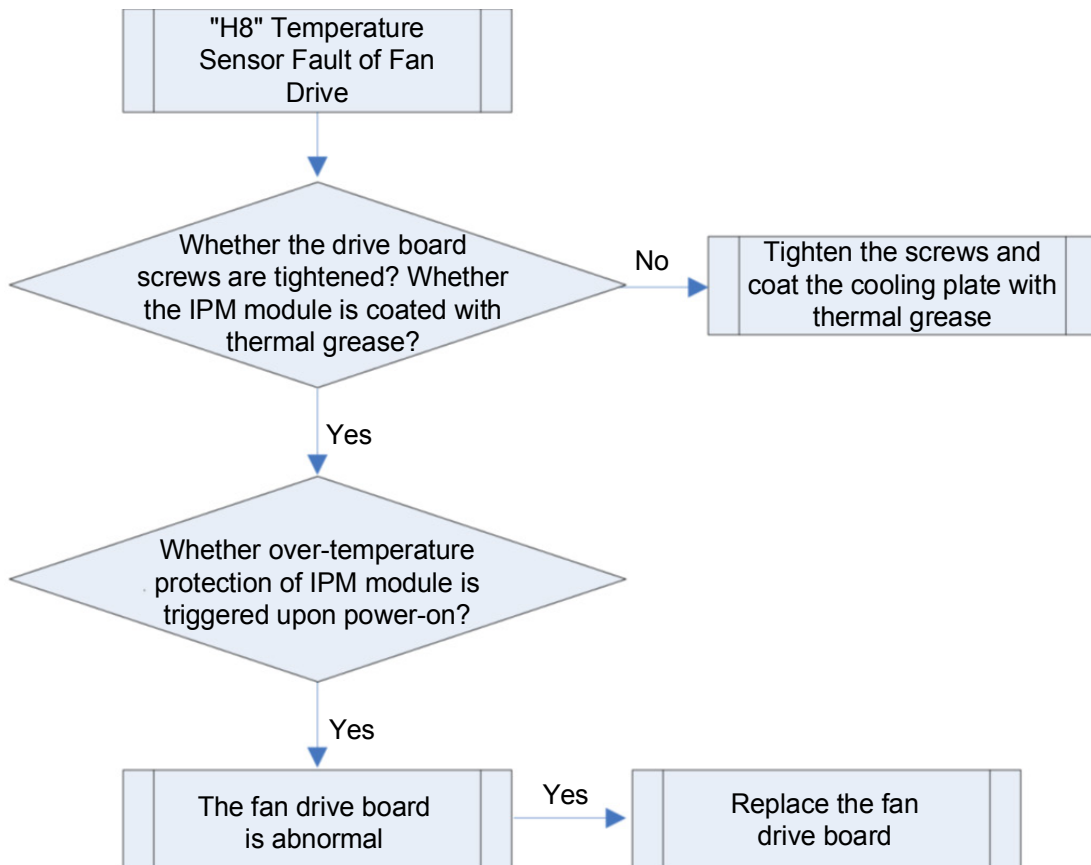 "H8" Temperature
Sensor Fault of Fan
Drive
Whether the drive board
screws are tightened? Whether
the IPM module is coated with
thermal grease?
No
Tighten the screws and
coat the cooling plate with
thermal grease
Yes
Whether over-temperature
protection of IPM module is
triggered upon power-on?
Yes
The fan drive board
is abnormal
Yes
Replace the fan
drive board